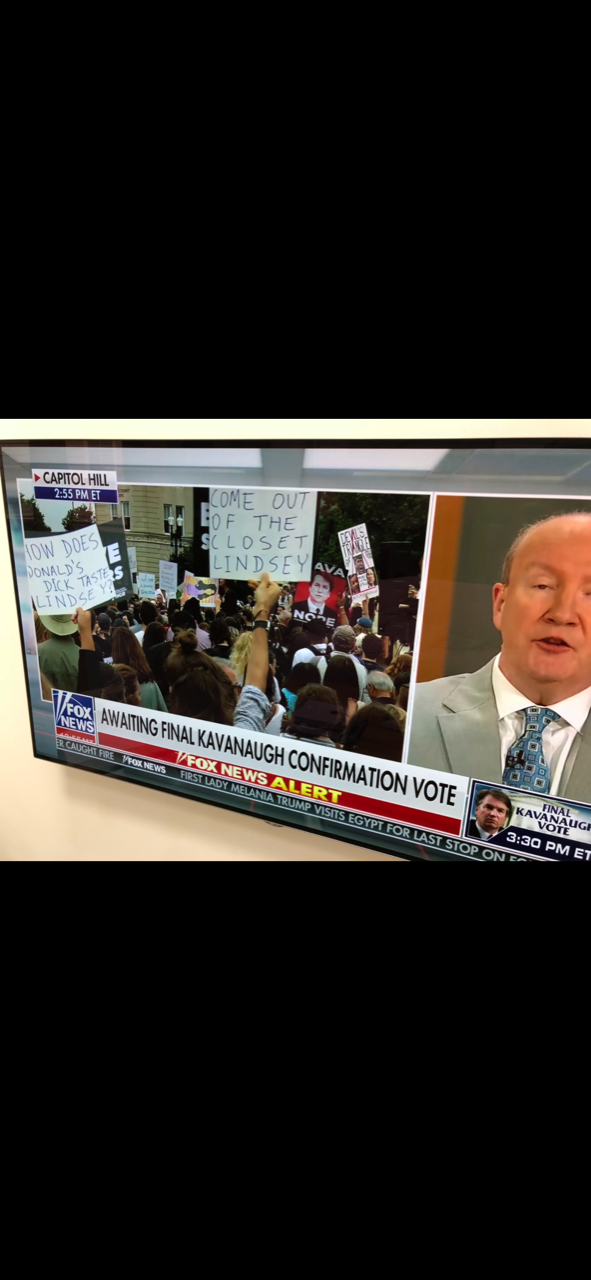 CAPITOL HILL
2:55 PM ET
HOW DOES
DONALD'S
DICK TASTE
LINDSEY?
COME OUT
OF THE
CLOSET
LINDSEY
NOPE
FOX
NEWS
AWAITING FINAL KAVANAUGH CONFIRMATION VOTE
ER CAUGHT FIRE FOX NEWS
FOX NEWS ALERT
FIRST LADY MELANIA TRUMP VISITS EGYPT FOR LAST STOP ON
FINAL
KAVANAUGH
VOTE
3:30 PM ET